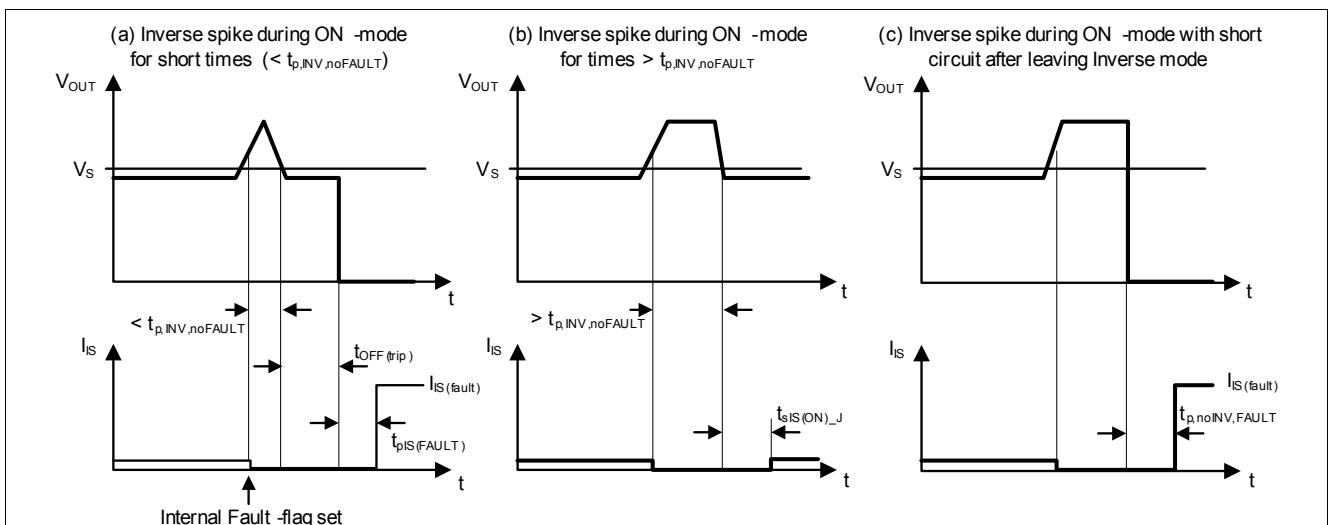 (a) Inverse spike during ON -mode
for short times (< tp,INV,noFAULT)
VOUT
VS
t
< tp,INV,noFAULT
IIS
tOFF(trip)
IIS(fault)
tpIS(FAULT)
t
Internal Fault -flag set
(b) Inverse spike during ON -mode
for times > tp,INV,noFAULT
VOUT
VS
t
> tp,INV,noFAULT
IIS
tsIS(ON)_J
t
(c) Inverse spike during ON -mode with short
circuit after leaving Inverse mode
VOUT
VS
t
IIS
IIS(fault)
tp,noINV,FAULT
t